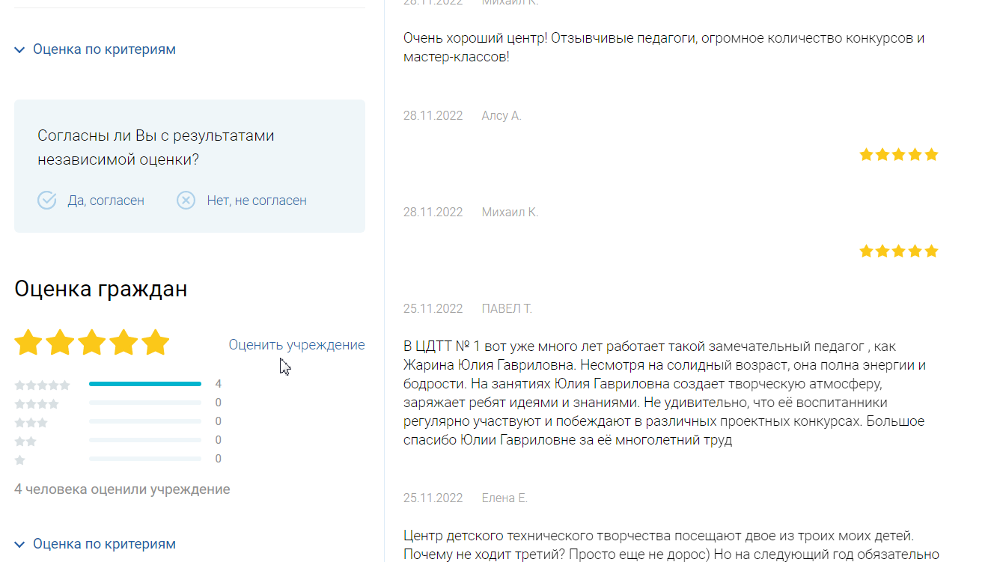 Оценка по критериям
Согласны ли Вы с результатами
независимой оценки?
Да, согласен
Нет, не согласен
Оценка граждан
Оценить учреждение
4
0
0
0
0
4 человека оценили учреждение
Оценка по критериям
28.11.2022 Михаил К.
Очень хороший центр! Отзывчивые педагоги, огромное количество конкурсов и
мастер-классов!
28.11.2022 Алсу А.
28.11.2022 Михаил К.
25.11.2022 ПАВЕЛ Т.
В ЦДТТ № 1 вот уже много лет работает такой замечательный педагог , как
Жарина Юлия Гавриловна. Несмотря на солидный возраст, она полна энергии и
бодрости. На занятиях Юлия Гавриловна создает творческую атмосферу,
заряжает ребят идеями и знаниями. Не удивительно, что её воспитанники
регулярно участвуют и побеждают в различных проектных конкурсах. Большое
спасибо Юлии Гавриловне за её многолетний труд
25.11.2022 Елена Е.
Центр детского технического творчества посещают двое из троих моих детей.
Почему не ходит третий? Просто еще не дорос) Но на следующий год обязательно